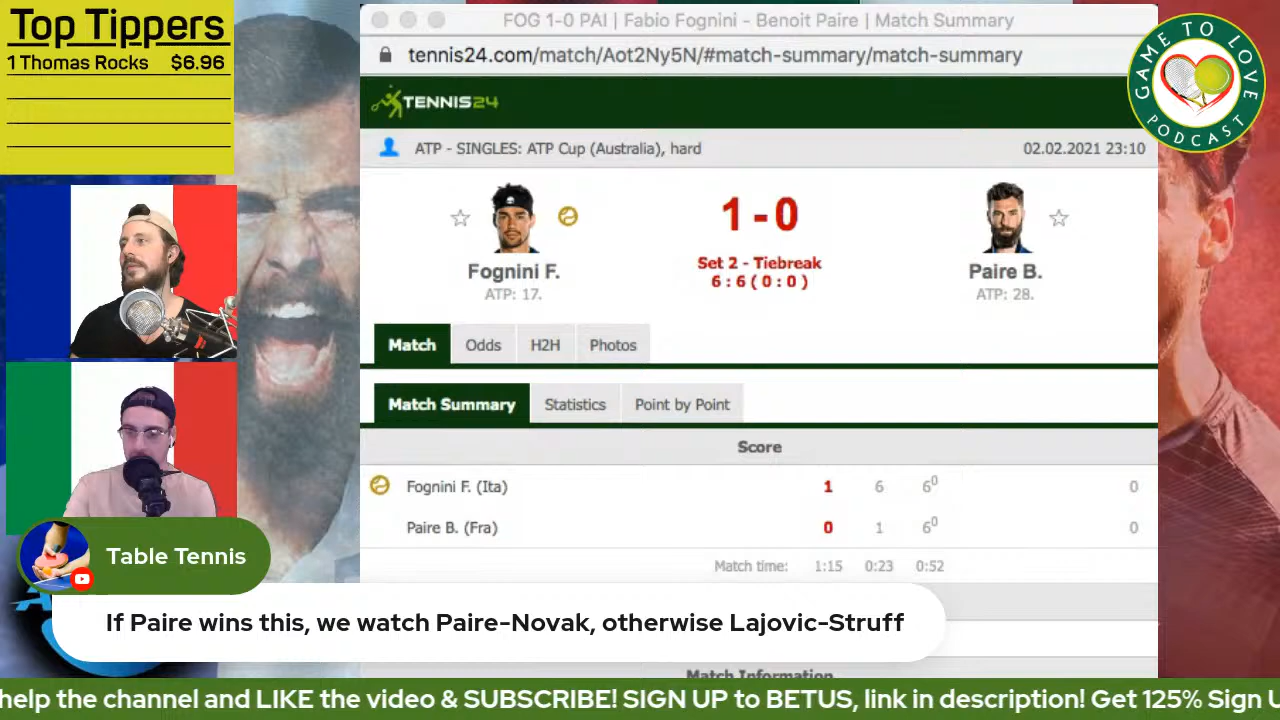 Top Tippers
1 Thomas Rocks $6.96
FOG 1-0 PAI | Fabio Fognini - Benoit Paire | Match Summary
tennis24.com/match/Aot2Ny5N/#match-summary/match-summary
TENNIS24
ATP - SINGLES: ATP Cup (Australia), hard 02.02.2021 23:10
GAME TO LOVE
PODCAST
1 - 0
Set 2 - Tiebreak
6 : 6 ( 0 : 0 )
Fognini F.
ATP: 17.
Paire B.
ATP: 28.
Match Odds H2H Photos
Match Summary Statistics Point by Point
Score
Fognini F. (Ita) 1 6 6⁰ 0
Paire B. (Fra) 0 1 6⁰ 0
Match time: 1:15 0:23 0:52
Table Tennis
If Paire wins this, we watch Paire-Novak, otherwise Lajovic-Struff
Match Information
help the channel and LIKE the video & SUBSCRIBE! SIGN UP to BETUS, link in description! Get 125% Sign U